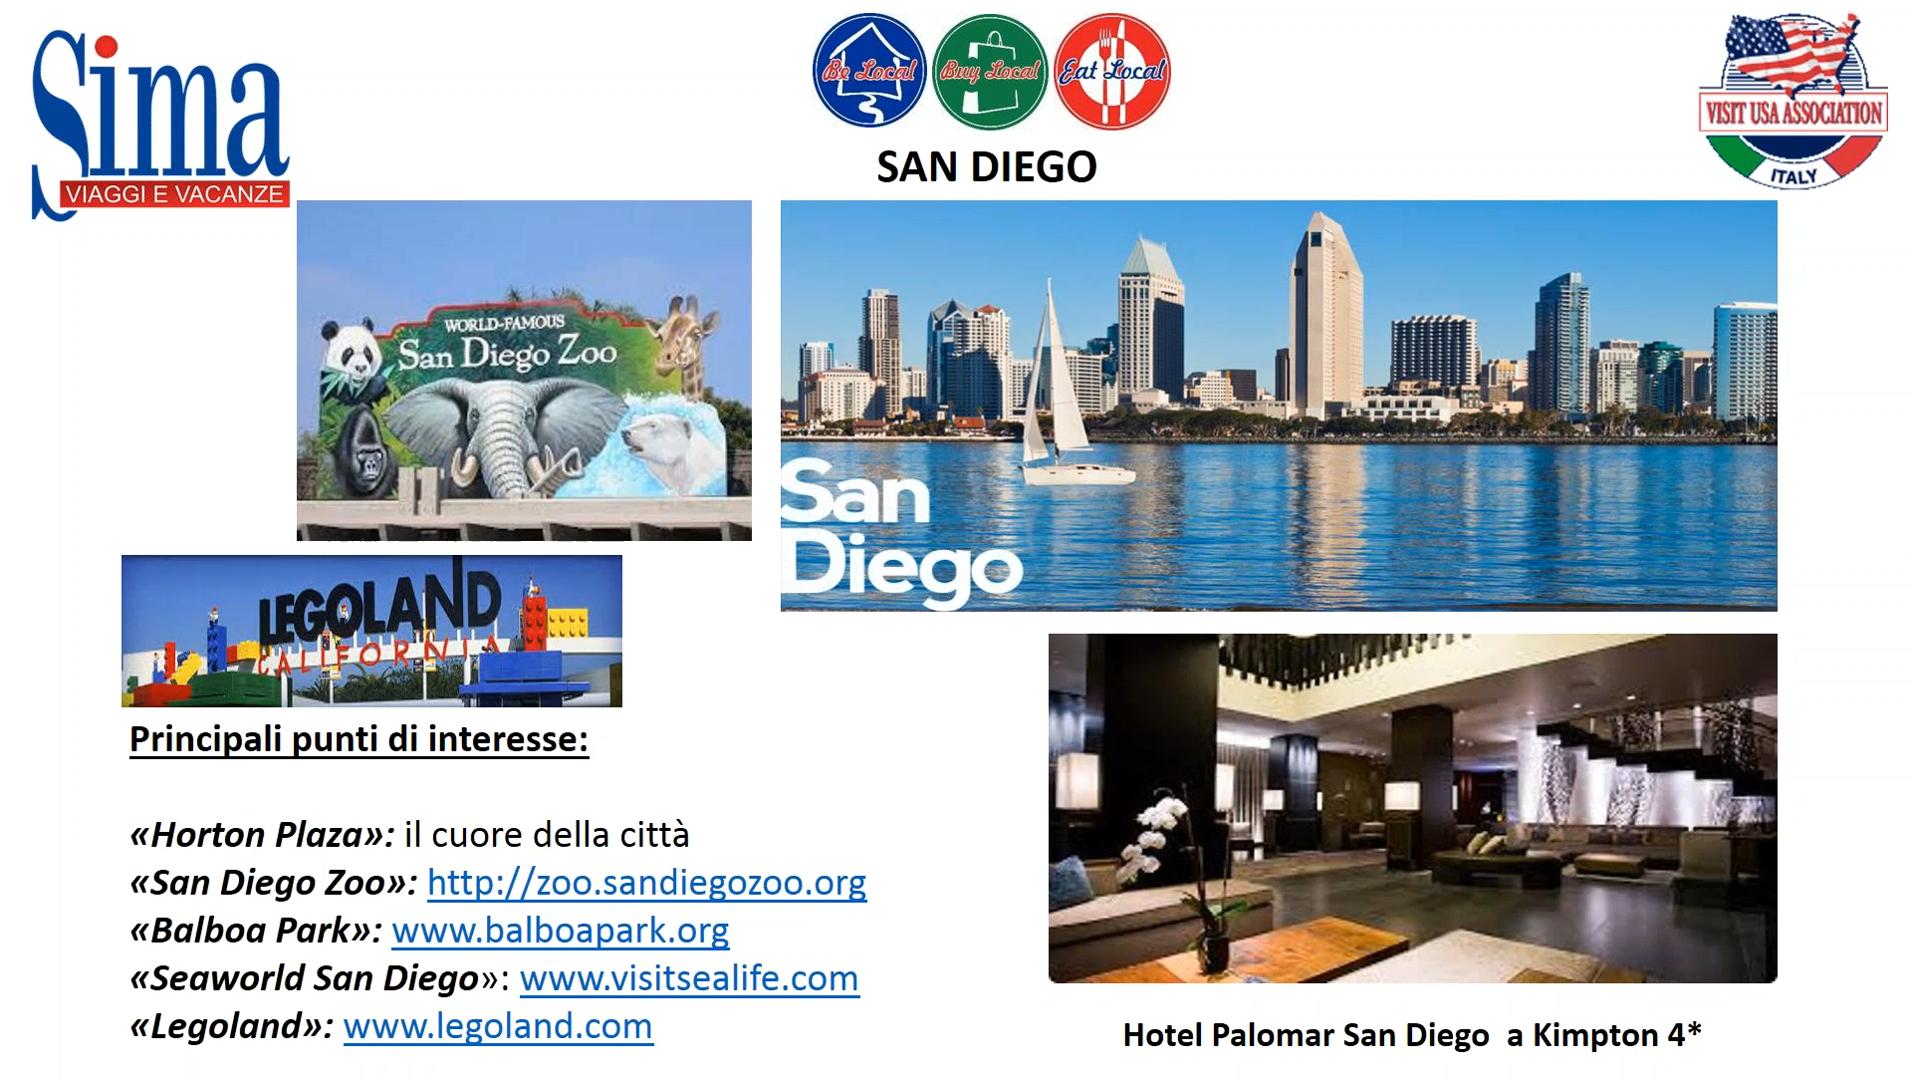 Sima
VIAGGI E VACANZE
Be Local
Buy Local
Eat Local
VISIT USA ASSOCIATION
ITALY
SAN DIEGO
WORLD-FAMOUS
San Diego Zoo
San
Diego
LEGOLAND
CALIFORNIA
Principali punti di interesse:
«Horton Plaza»: il cuore della città
«San Diego Zoo»: http://zoo.sandiegozoo.org
«Balboa Park»: www.balboapark.org
«Seaworld San Diego»: www.visitsealife.com
«Legoland»: www.legoland.com
Hotel Palomar San Diego a Kimpton 4*